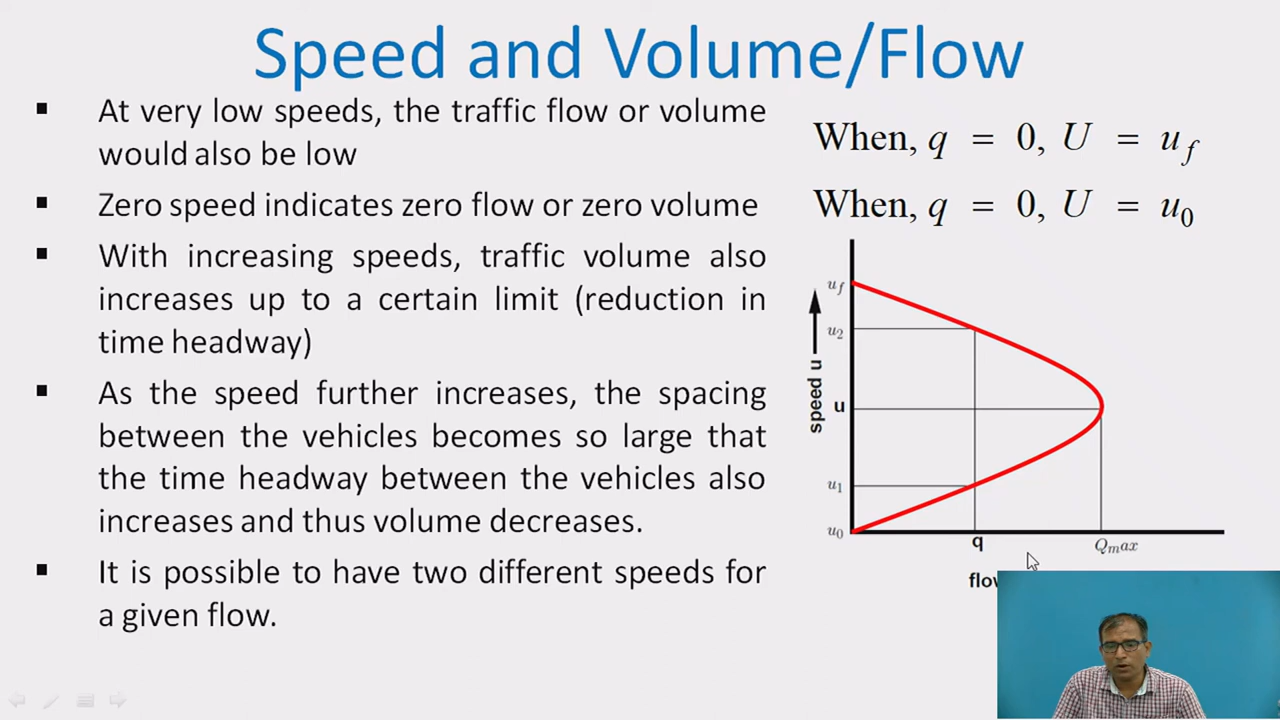 Speed and Volume/Flow
▪ At very low speeds, the traffic flow or volume
would also be low
▪ Zero speed indicates zero flow or zero volume
▪ With increasing speeds, traffic volume also
increases up to a certain limit (reduction in
time headway)
▪ As the speed further increases, the spacing
between the vehicles becomes so large that
the time headway between the vehicles also
increases and thus volume decreases.
▪ It is possible to have two different speeds for
a given flow.
When, q = 0, U = u_f
When, q = 0, U = u_0
u_f
u_2
speed u
u
u_1
u_0
q
Q_max